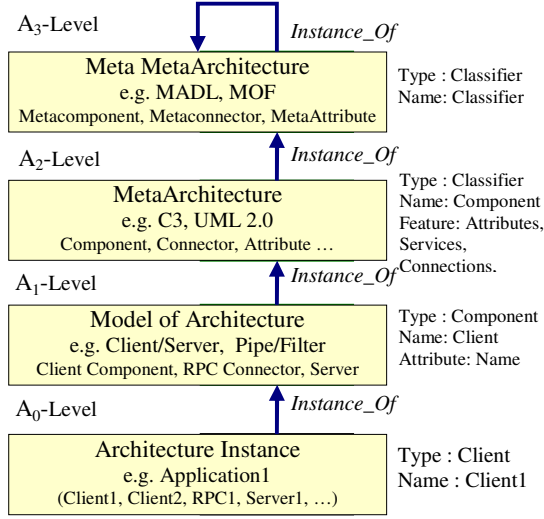 A3-Level
Instance_Of
Meta MetaArchitecture
e.g. MADL, MOF
Metacomponent, Metaconnector, MetaAttribute
Type : Classifier
Name: Classifier
Instance_Of
A2-Level
MetaArchitecture
e.g. C3, UML 2.0
Component, Connector, Attribute …
Type : Classifier
Name: Component
Feature: Attributes,
Services,
Connections.
Instance_Of
A1-Level
Model of Architecture
e.g. Client/Server, Pipe/Filter
Client Component, RPC Connector, Server
Type : Component
Name: Client
Attribute: Name
Instance_Of
A0-Level
Architecture Instance
e.g. Application1
(Client1, Client2, RPC1, Server1, …)
Type : Client
Name : Client1